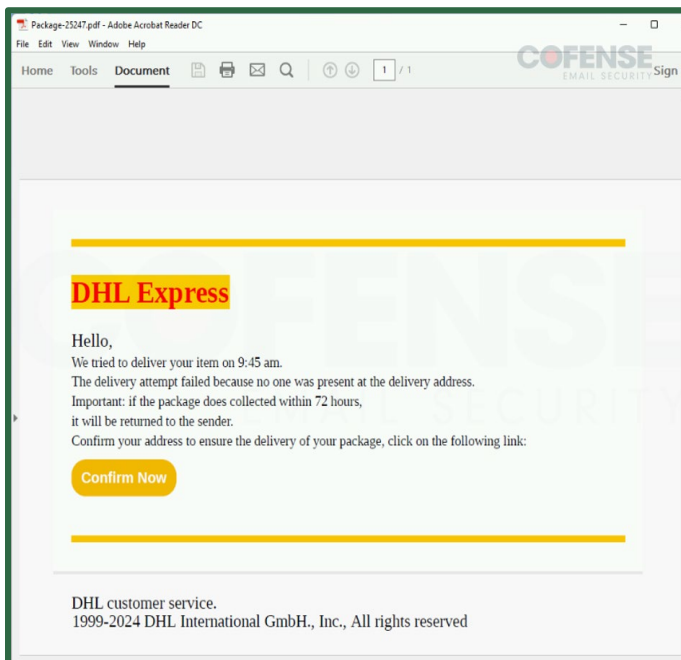 Package-25247.pdf - Adobe Acrobat Reader DC
File Edit View Window Help
Home Tools Document 1 / 1 Sign
COFENSE
EMAIL SECURITY
DHL Express
Hello,
We tried to deliver your item on 9:45 am.
The delivery attempt failed because no one was present at the delivery address.
Important: if the package does collected within 72 hours,
it will be returned to the sender.
Confirm your address to ensure the delivery of your package, click on the following link:
Confirm Now
COFENSE
EMAIL SECURITY
DHL customer service.
1999-2024 DHL International GmbH., Inc., All rights reserved